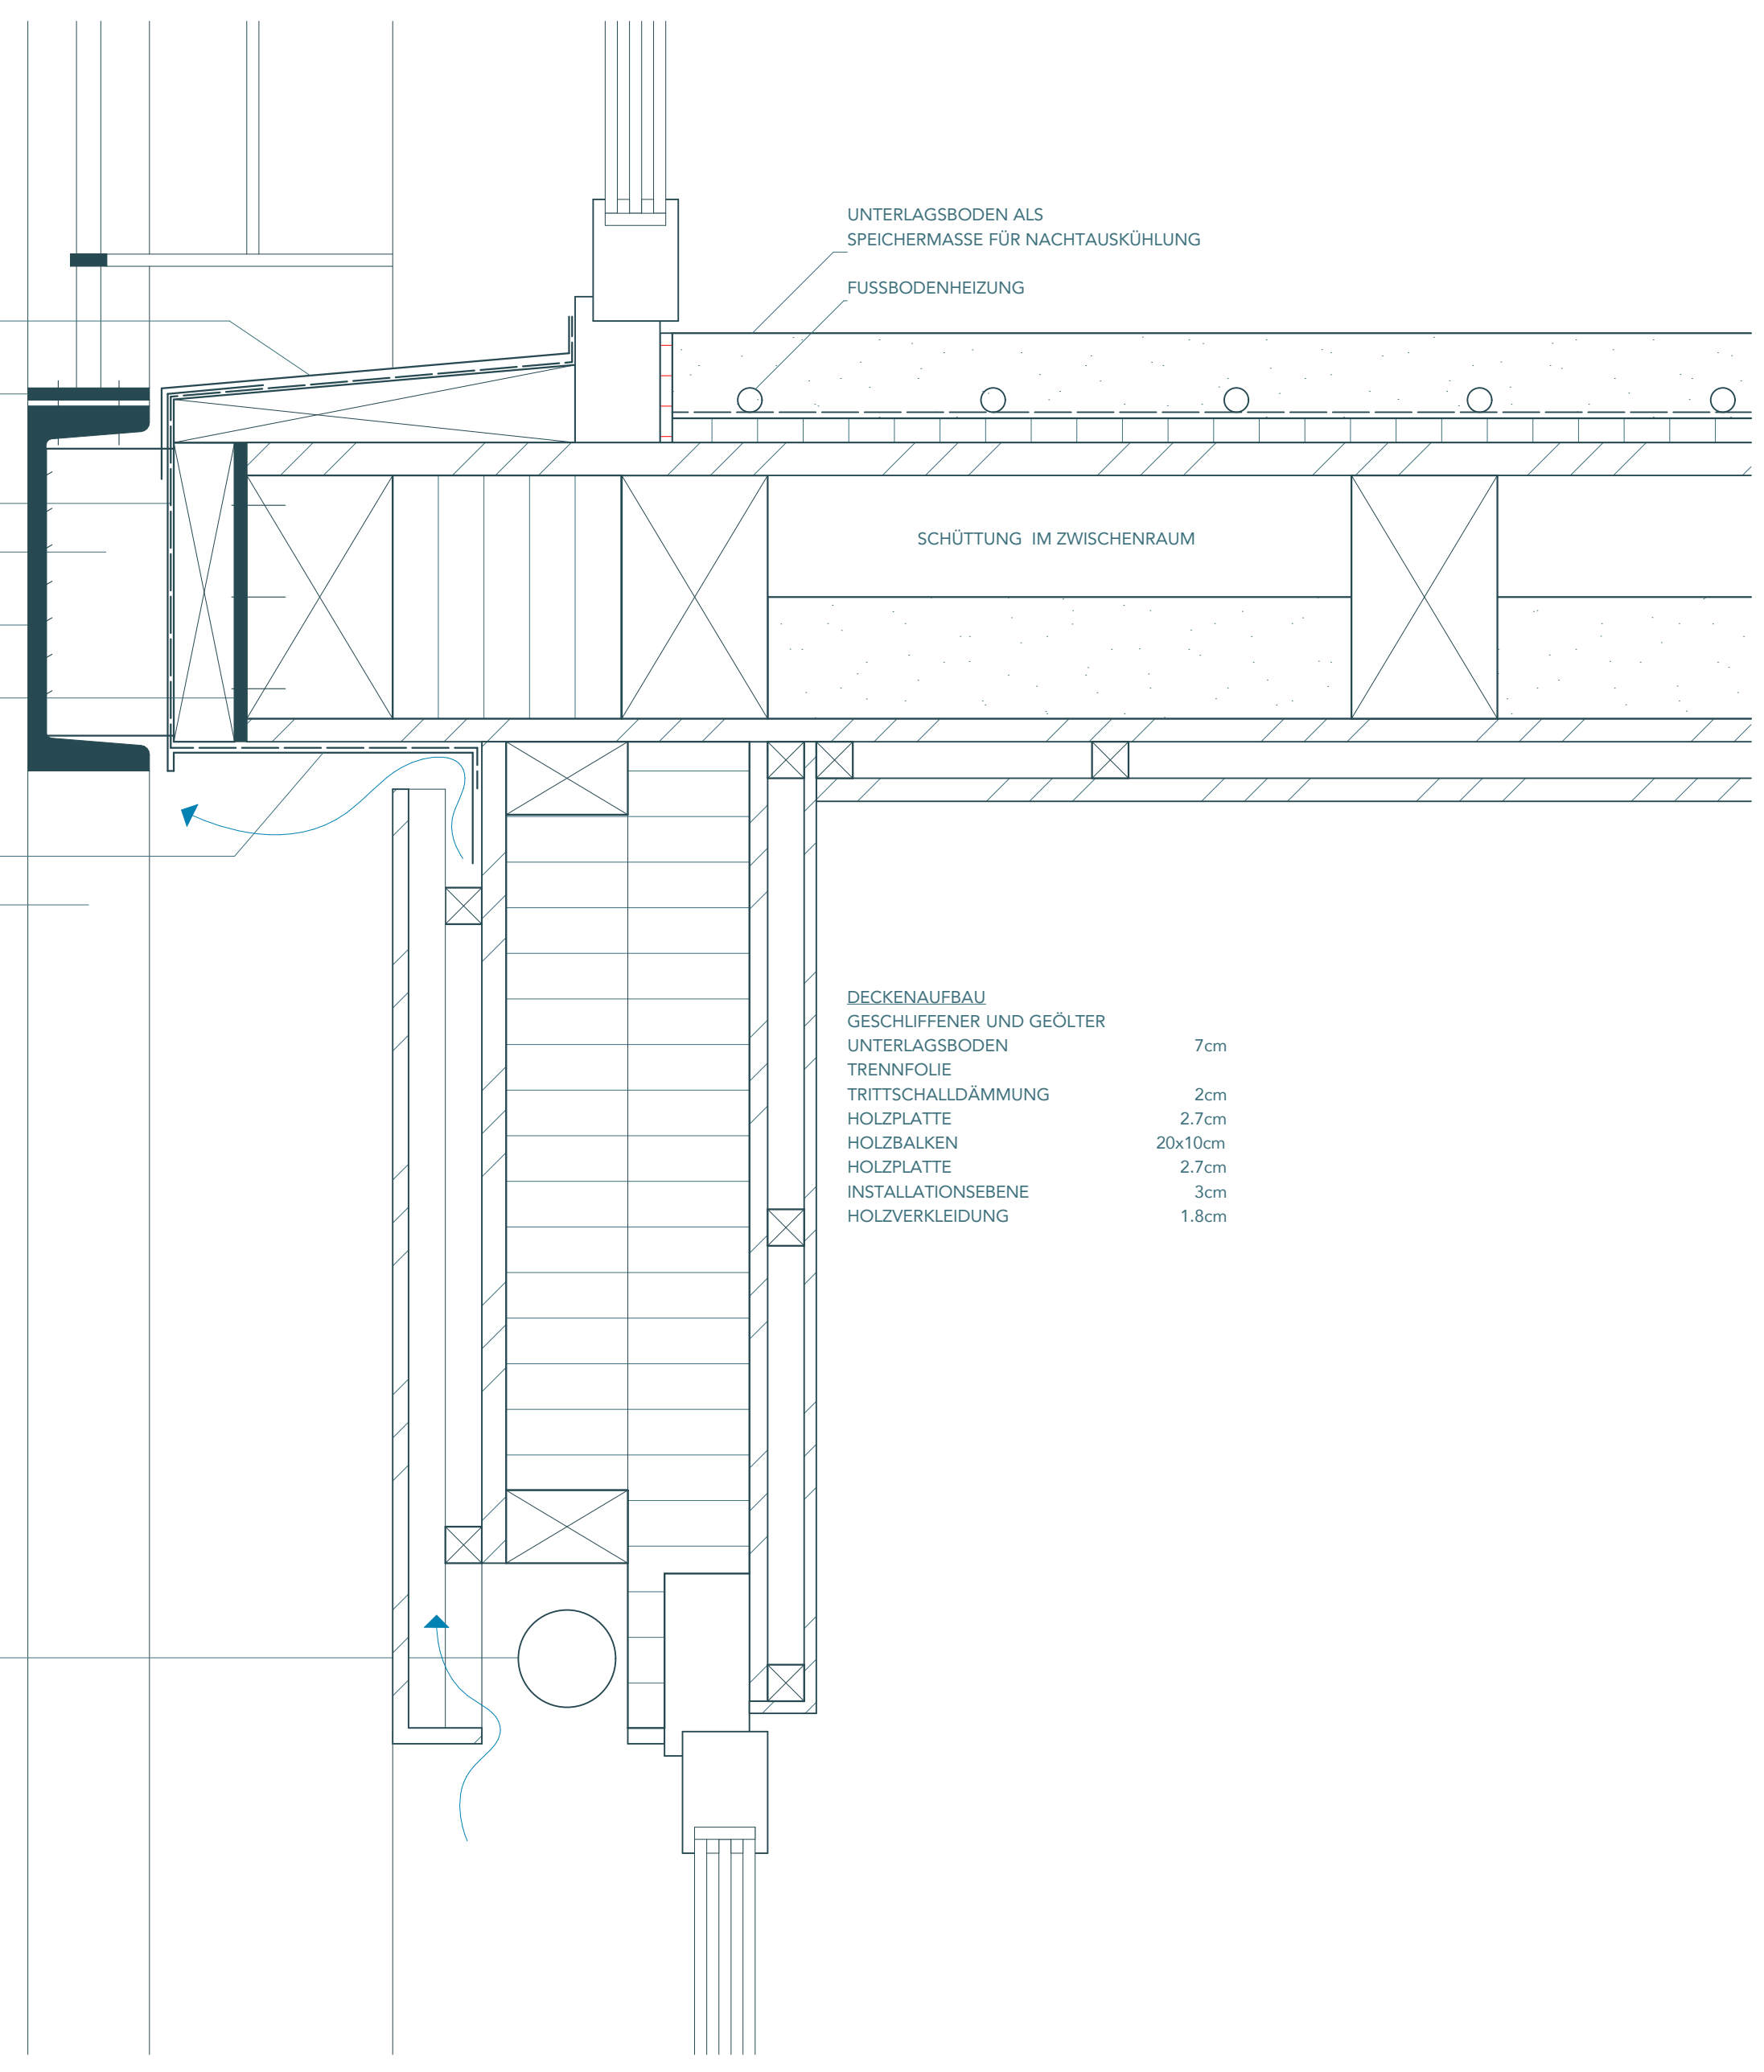 UNTERLAGSBODEN ALS
SPEICHERMASSE FÜR NACHTAUSKÜHLUNG
FUSSBODENHEIZUNG
SCHÜTTUNG IM ZWISCHENRAUM
DECKENAUFBAU
GESCHLIFFENER UND GEÖLTER
UNTERLAGSBODEN 7cm
TRENNFOLIE
TRITTSCHALLDÄMMUNG 2cm
HOLZPLATTE 2.7cm
HOLZBALKEN 20x10cm
HOLZPLATTE 2.7cm
INSTALLATIONSEBENE 3cm
HOLZVERKLEIDUNG 1.8cm